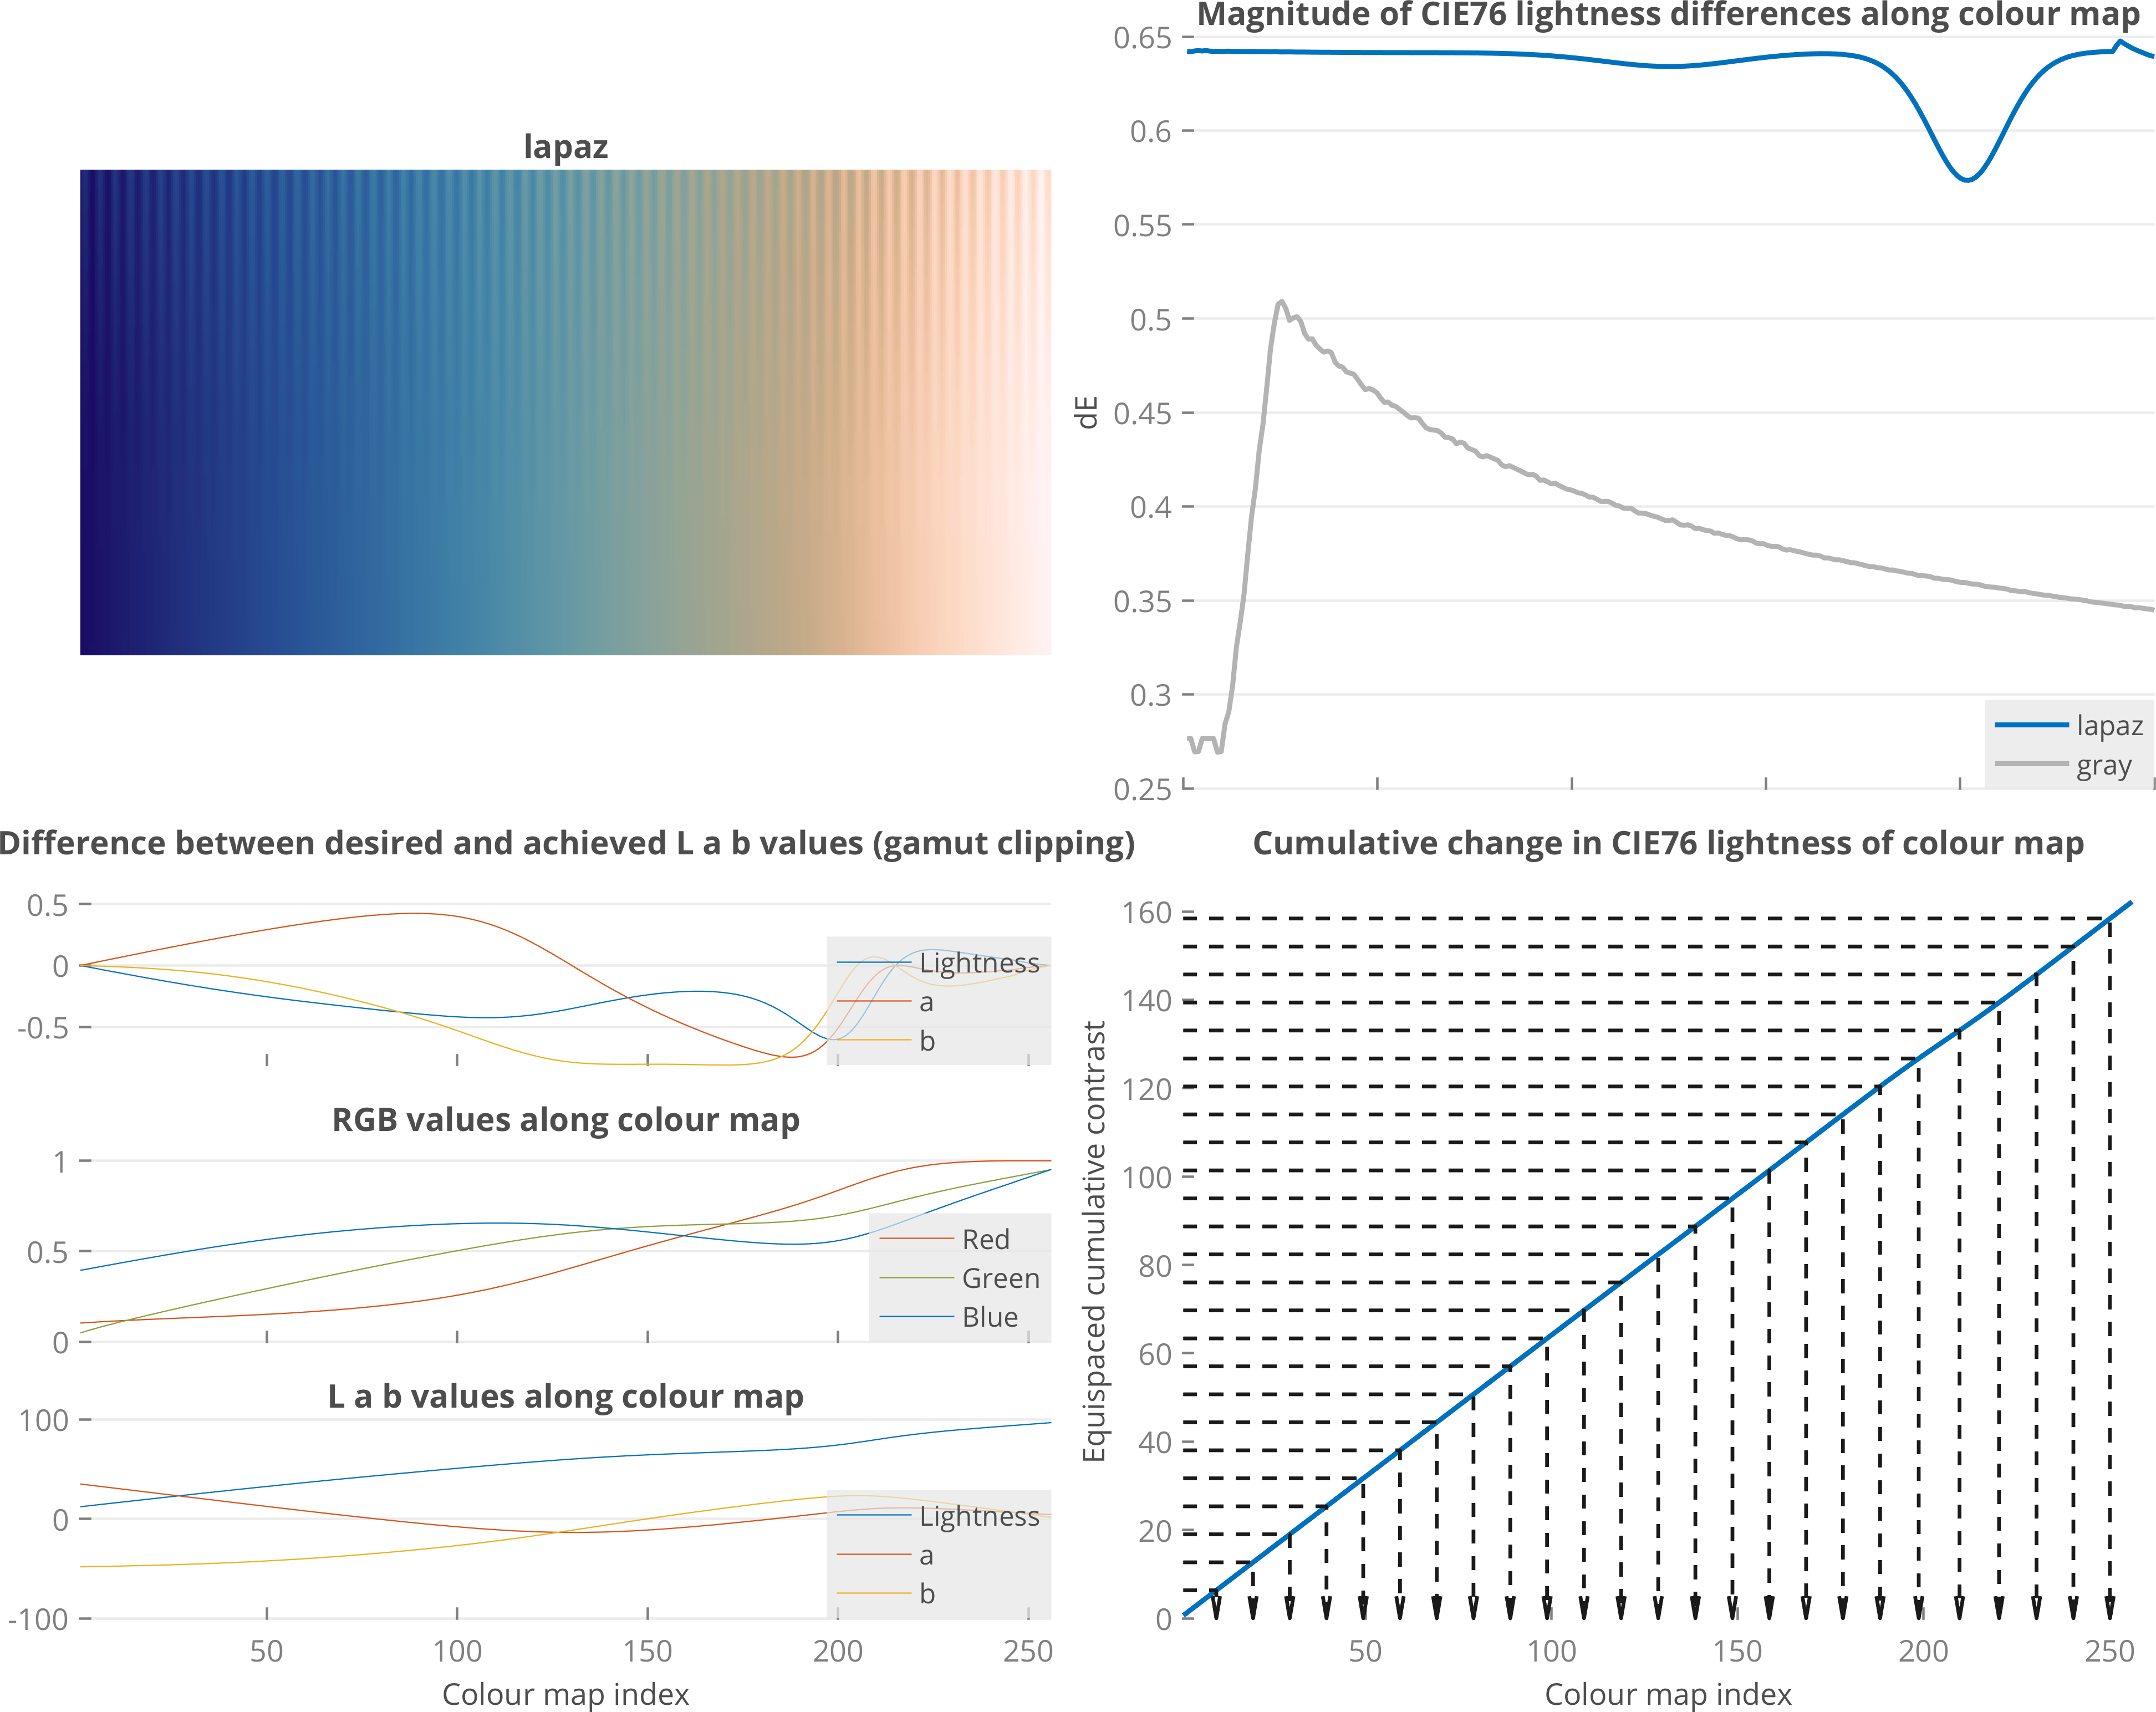 lapaz
Magnitude of CIE76 lightness differences along colour map
0.65
0.6
0.55
0.5
0.45
0.4
0.35
0.3
0.25
dE
lapaz
gray
Difference between desired and achieved L a b values (gamut clipping)
0.5
0
-0.5
Lightness
a
b
RGB values along colour map
1
0.5
0
Red
Green
Blue
L a b values along colour map
100
0
-100
Lightness
a
b
50 100 150 200 250
Colour map index
Cumulative change in CIE76 lightness of colour map
160
140
120
100
80
60
40
20
0
Equispaced cumulative contrast
50 100 150 200 250
Colour map index